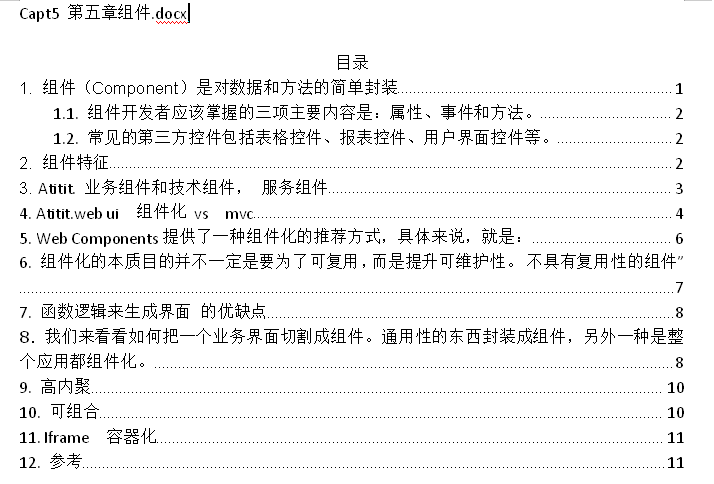 Capt5 第五章组件.docx
目录
1. 组件（Component）是对数据和方法的简单封装 1
1.1. 组件开发者应该掌握的三项主要内容是：属性、事件和方法。 2
1.2. 常见的第三方控件包括表格控件、报表控件、用户界面控件等。 2
2. 组件特征 2
3. Atitit. 业务组件和技术组件， 服务组件 3
4. Atitit.web ui 组件化 vs mvc 4
5. Web Components 提供了一种组件化的推荐方式，具体来说，就是： 6
6. 组件化的本质目的并不一定是要为了可复用，而是提升可维护性。 不具有复用性的组件”
7
7. 函数逻辑来生成界面 的优缺点 8
8. 我们来看看如何把一个业务界面切割成组件。通用性的东西封装成组件，另外一种是整
个应用都组件化。 8
9. 高内聚 10
10. 可组合 10
11. Iframe 容器化 11
12. 参考 11